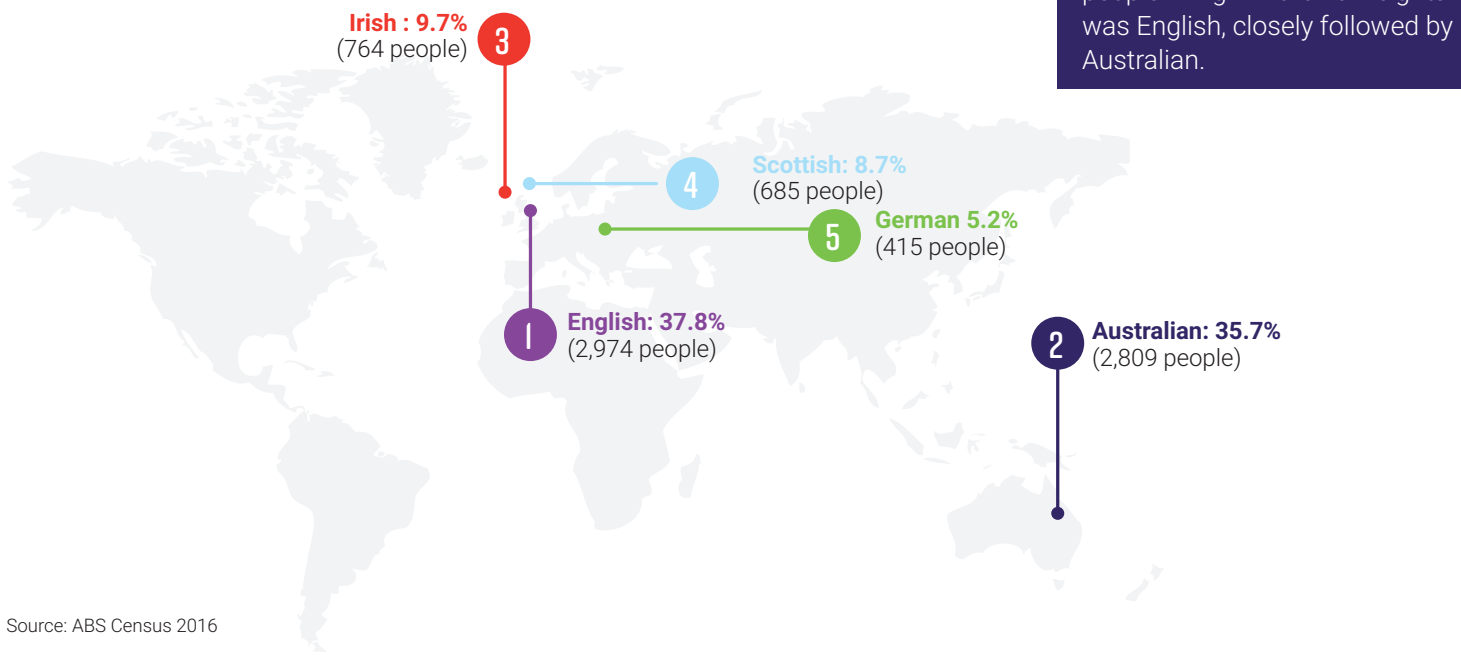 Irish : 9.7%
(764 people)
3
was English, closely followed by
Australian.
Scottish: 8.7%
(685 people)
4
German 5.2%
(415 people)
5
English: 37.8%
(2,974 people)
1
Australian: 35.7%
(2,809 people)
2
Source: ABS Census 2016